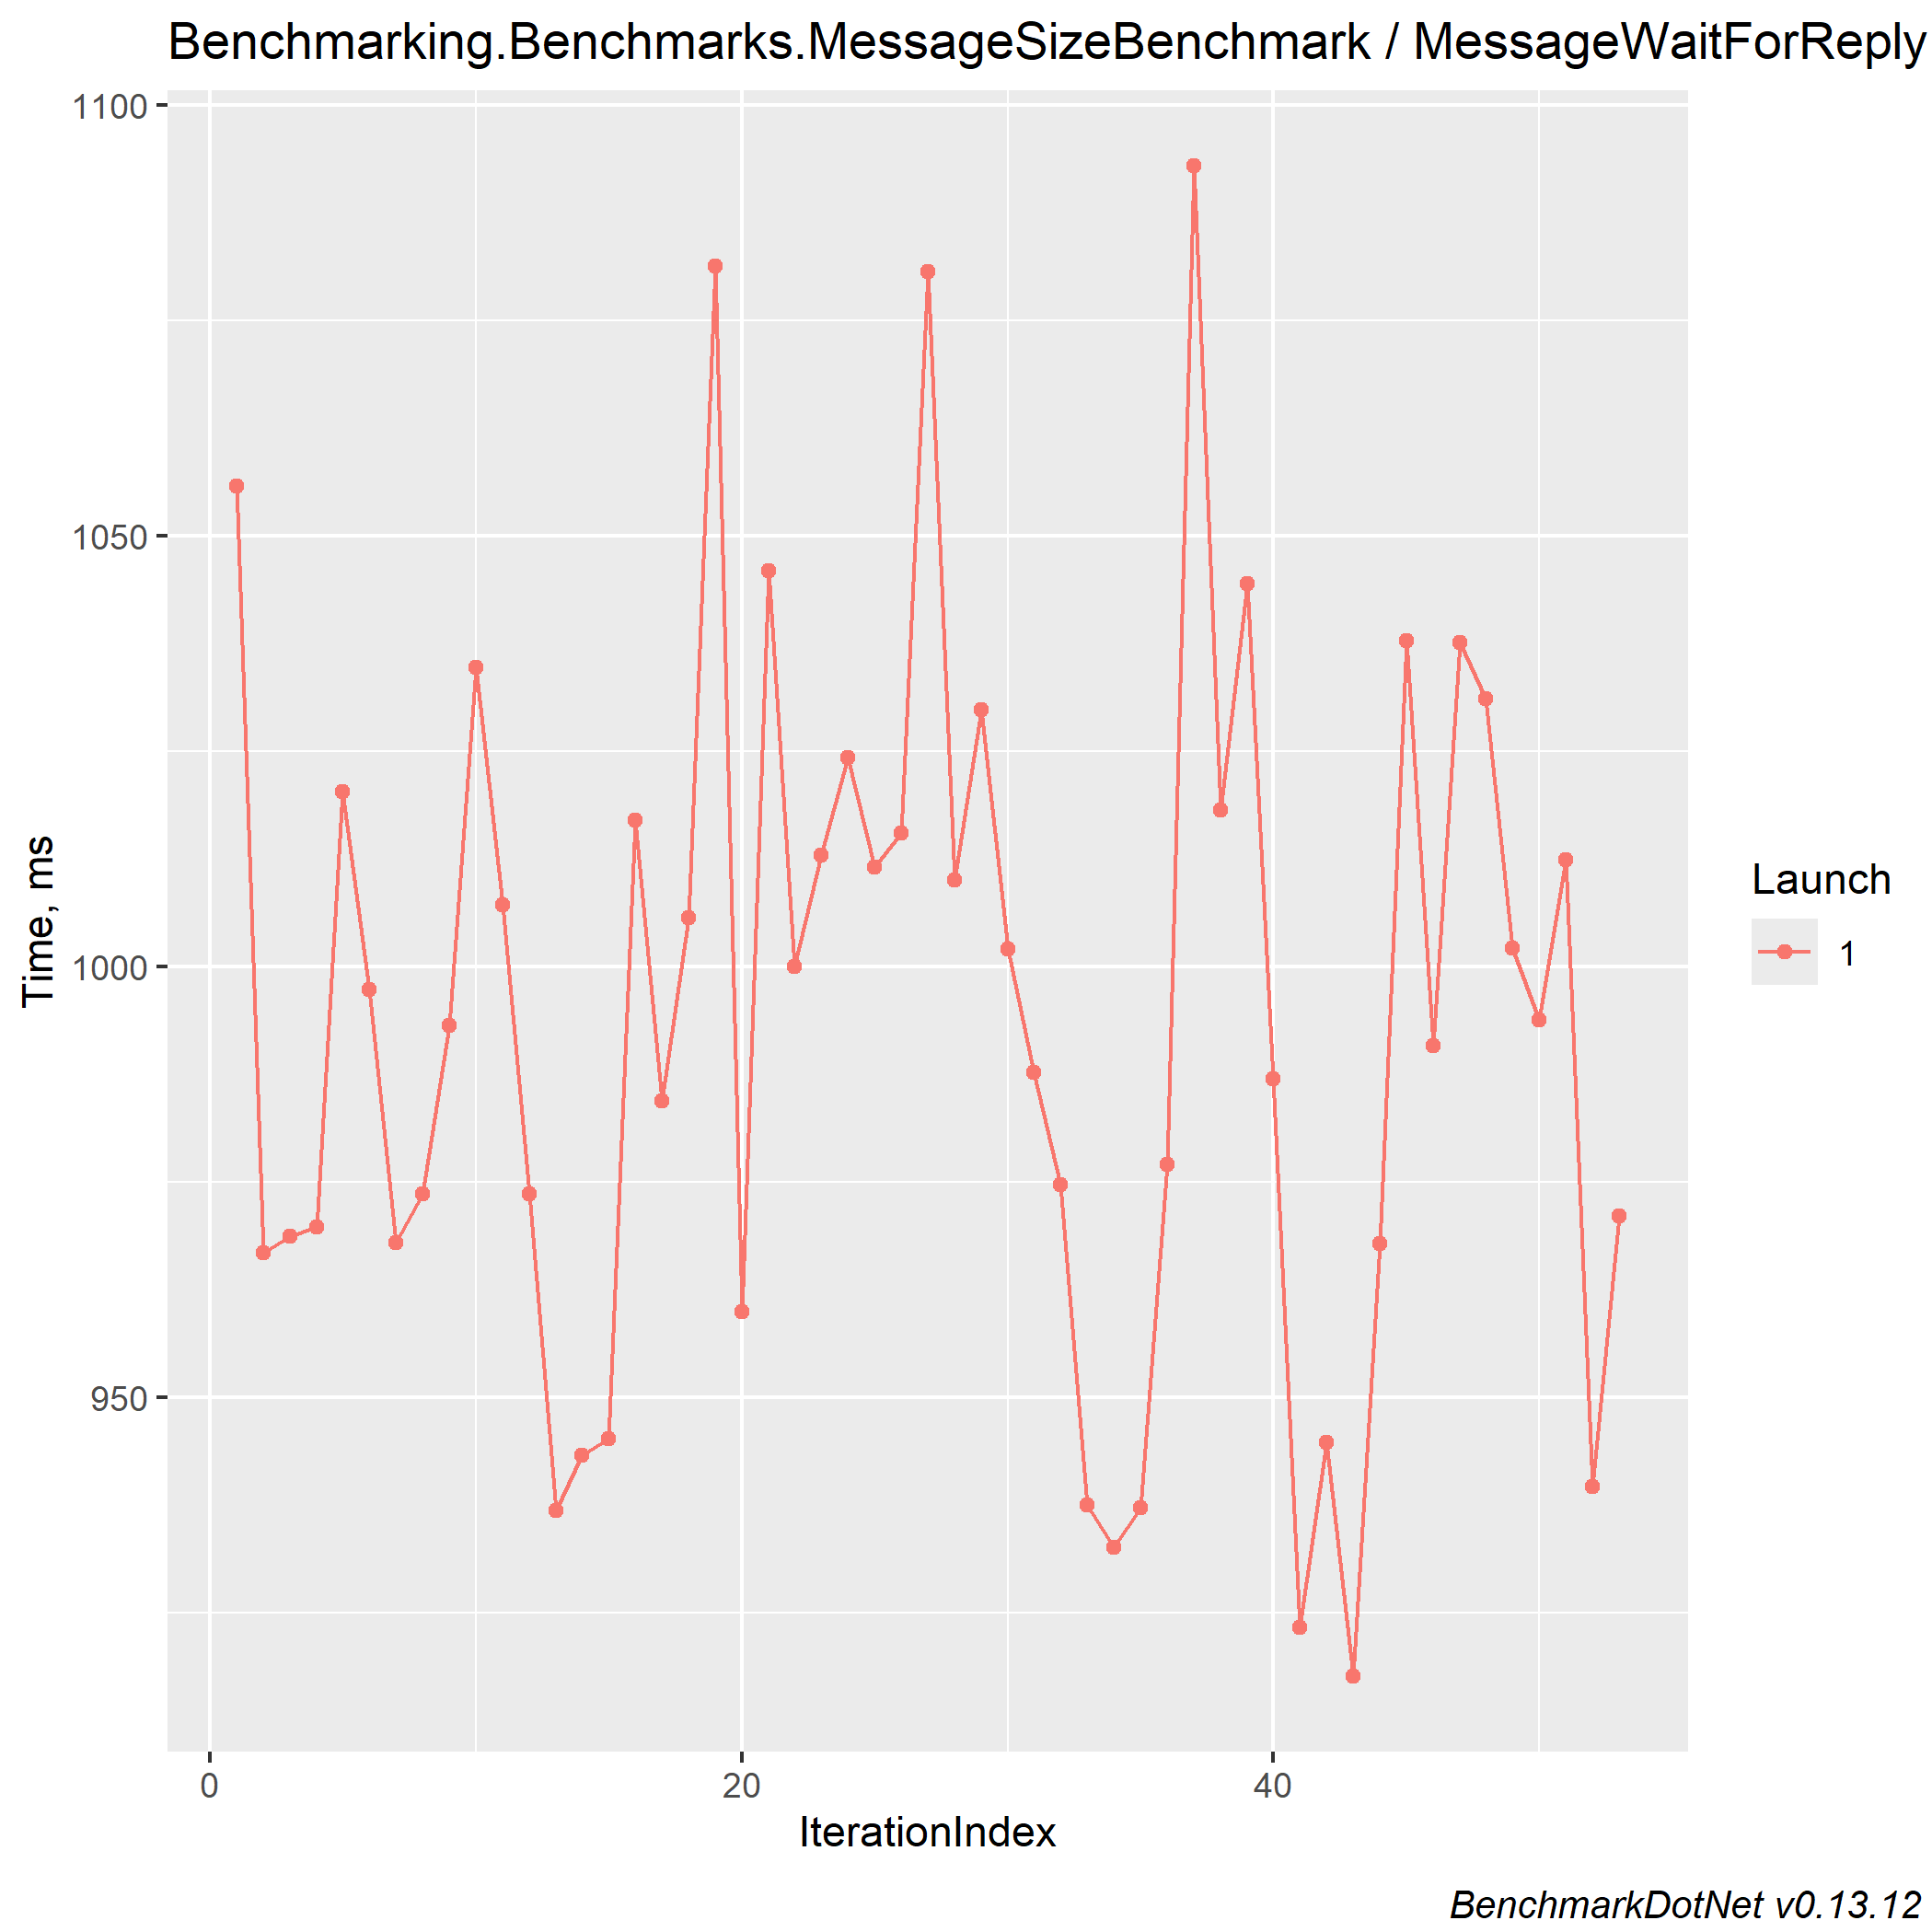 Benchmarking.Benchmarks.MessageSizeBenchmark / MessageWaitForReply
1100
1050
1000
950
Time, ms
0 20 40
IterationIndex
Launch
1
BenchmarkDotNet v0.13.12